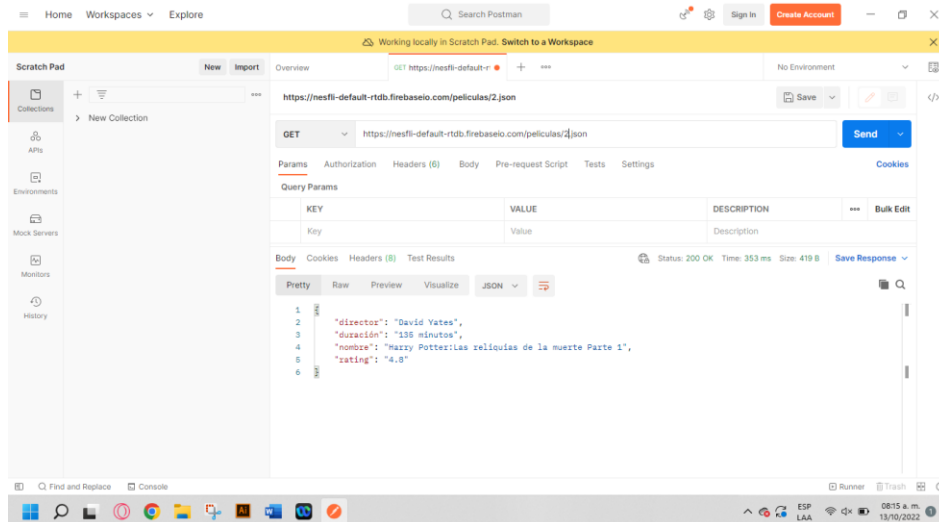 Home Workspaces Explore Search Postman Sign In Create Account
Working locally in Scratch Pad. Switch to a Workspace
Scratch Pad New Import Overview GET https://nesfli-default-r No Environment
Collections
New Collection
APIs
Environments
Mock Servers
Monitors
History
https://nesfli-default-rtdb.firebaseio.com/peliculas/2.json Save
GET https://nesfli-default-rtdb.firebaseio.com/peliculas/2.json Send
Params Authorization Headers (6) Body Pre-request Script Tests Settings Cookies
Query Params
KEY VALUE DESCRIPTION Bulk Edit
Key Value Description
Body Cookies Headers (8) Test Results Status: 200 OK Time: 353 ms Size: 419 B Save Response
Pretty Raw Preview Visualize JSON
1 {
2 "director": "David Yates",
3 "duración": "135 minutos",
4 "nombre": "Harry Potter:Las reliquias de la muerte Parte 1",
5 "rating": "4.8"
6 }
Find and Replace Console Runner Trash
ESP LAA 08:15 a. m. 13/10/2022